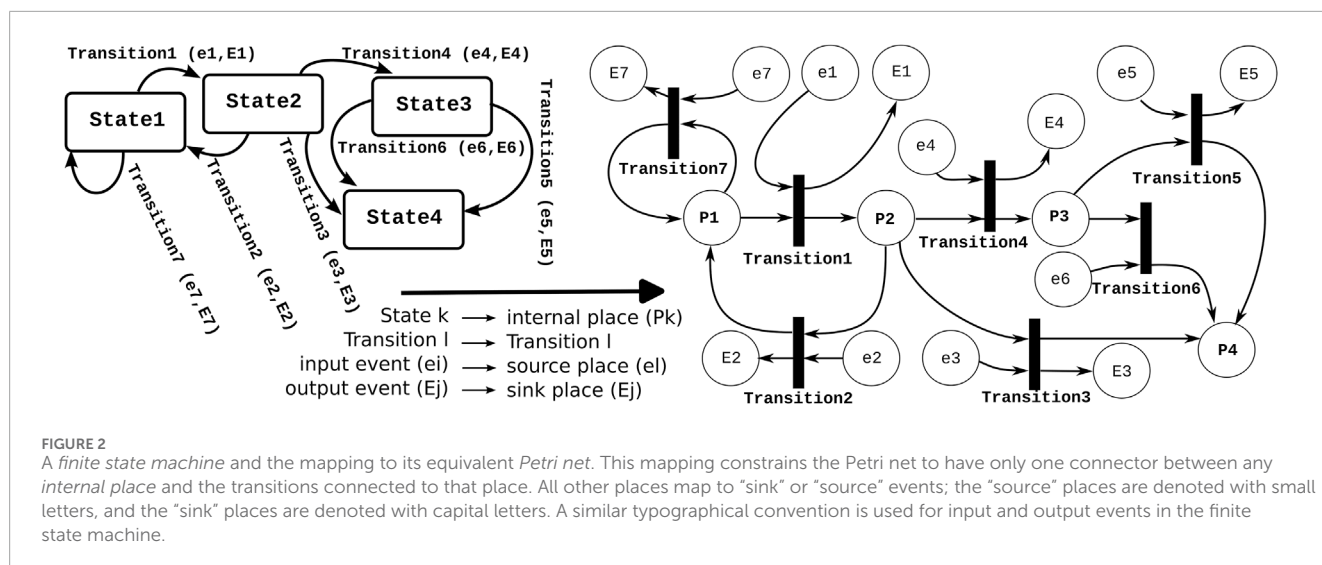 Transition1 (e1,E1)
Transition4 (e4,E4)
State1
State2
State3
Transition6 (e6,E6)
State4
Transition5 (e5,E5)
Transition7 (e7,E7)
Transition2 (e2,E2)
Transition3 (e3,E3)
State k → internal place (Pk)
Transition l → Transition l
input event (ei) → source place (el)
output event (Ej) → sink place (Ej)
E7
e7
e1
E1
e5
E5
e4
E4
Transition7
Transition5
P1
P2
P3
Transition1
Transition4
e6
Transition6
E2
e2
e3
E3
P4
Transition2
Transition3
FIGURE 2
A finite state machine and the mapping to its equivalent Petri net. This mapping constrains the Petri net to have only one connector between any
internal place and the transitions connected to that place. All other places map to “sink” or “source” events; the “source” places are denoted with small
letters, and the “sink” places are denoted with capital letters. A similar typographical convention is used for input and output events in the finite
state machine.